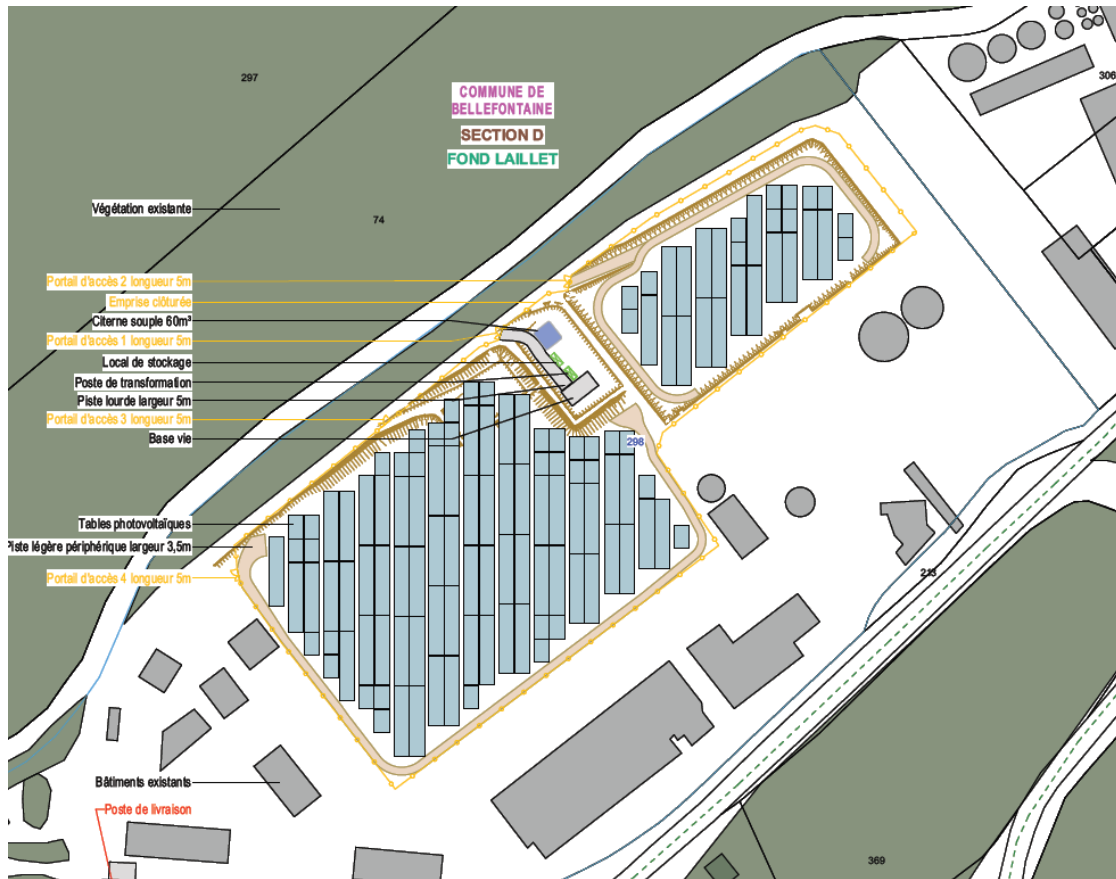 297
306
COMMUNE DE
BELLEFONTAINE
SECTION D
FOND LAILLET
Végétation existante
74
Portail d'accès 2 longueur 5m
Emprise clôturée
Citerne souple 60m³
Portail d'accès 1 longueur 5m
Local de stockage
Poste de transformation
Piste lourde largeur 5m
Portail d'accès 3 longueur 5m
Base vie
298
Tables photovoltaïques
Piste légère périphérique largeur 3,5m
Portail d'accès 4 longueur 5m
213
Bâtiments existants
Poste de livraison
369